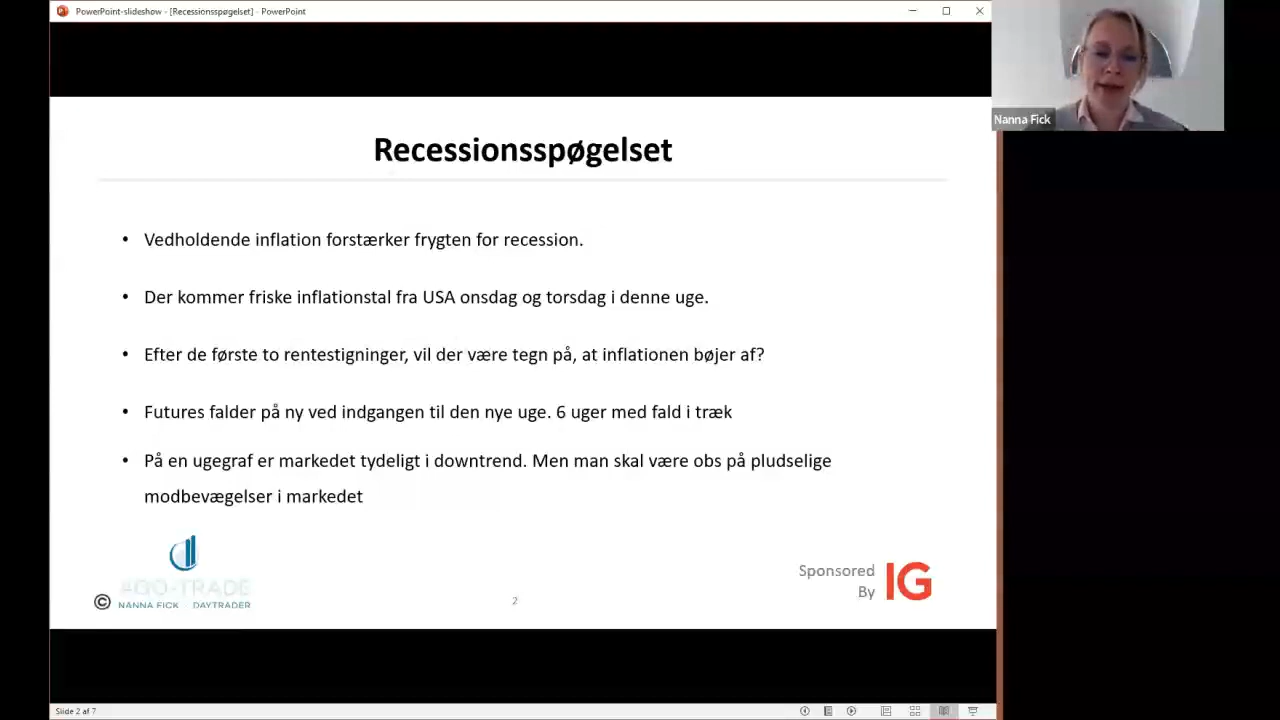 PowerPoint-slideshow - [Recessionsspøgelset] - PowerPoint
Nanna Fick
Recessionsspøgelset
• Vedholdende inflation forstærker frygten for recession.
• Der kommer friske inflationstal fra USA onsdag og torsdag i denne uge.
• Efter de første to rentestigninger, vil der være tegn på, at inflationen bøjer af?
• Futures falder på ny ved indgangen til den nye uge. 6 uger med fald i træk
• På en ugegraf er markedet tydeligt i downtrend. Men man skal være obs på pludselige
modbevægelser i markedet
#GO-TRADE
© NANNA FICK DAYTRADER
2
Sponsored
By
IG
Slide 2 af 7